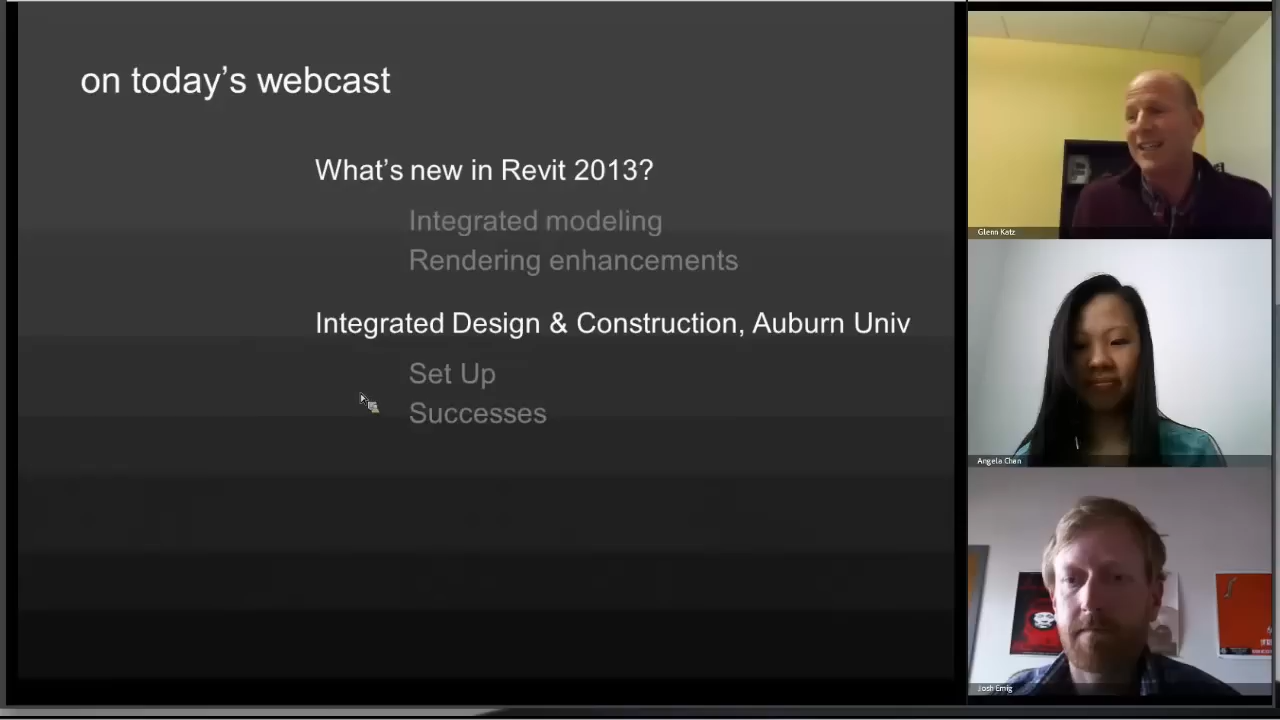 on today’s webcast
What’s new in Revit 2013?
Integrated modeling
Rendering enhancements
Integrated Design & Construction, Auburn Univ
Set Up
Successes
Glenn Katz
Angela Chan
Josh Emig